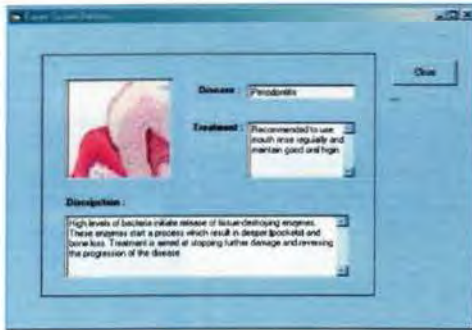 Close
Disease : Periodontitis
Treatment : Recommended to use
mouth rinse regularly and
maintain good oral higin
Discription :
High levels of bacteria initiate release of tissue-destroying enzymes.
These enzymes start a process which result in deeper (pockets) and
bone loss. Treatment is aimed at stopping further damage and reversing
the progression of the disease